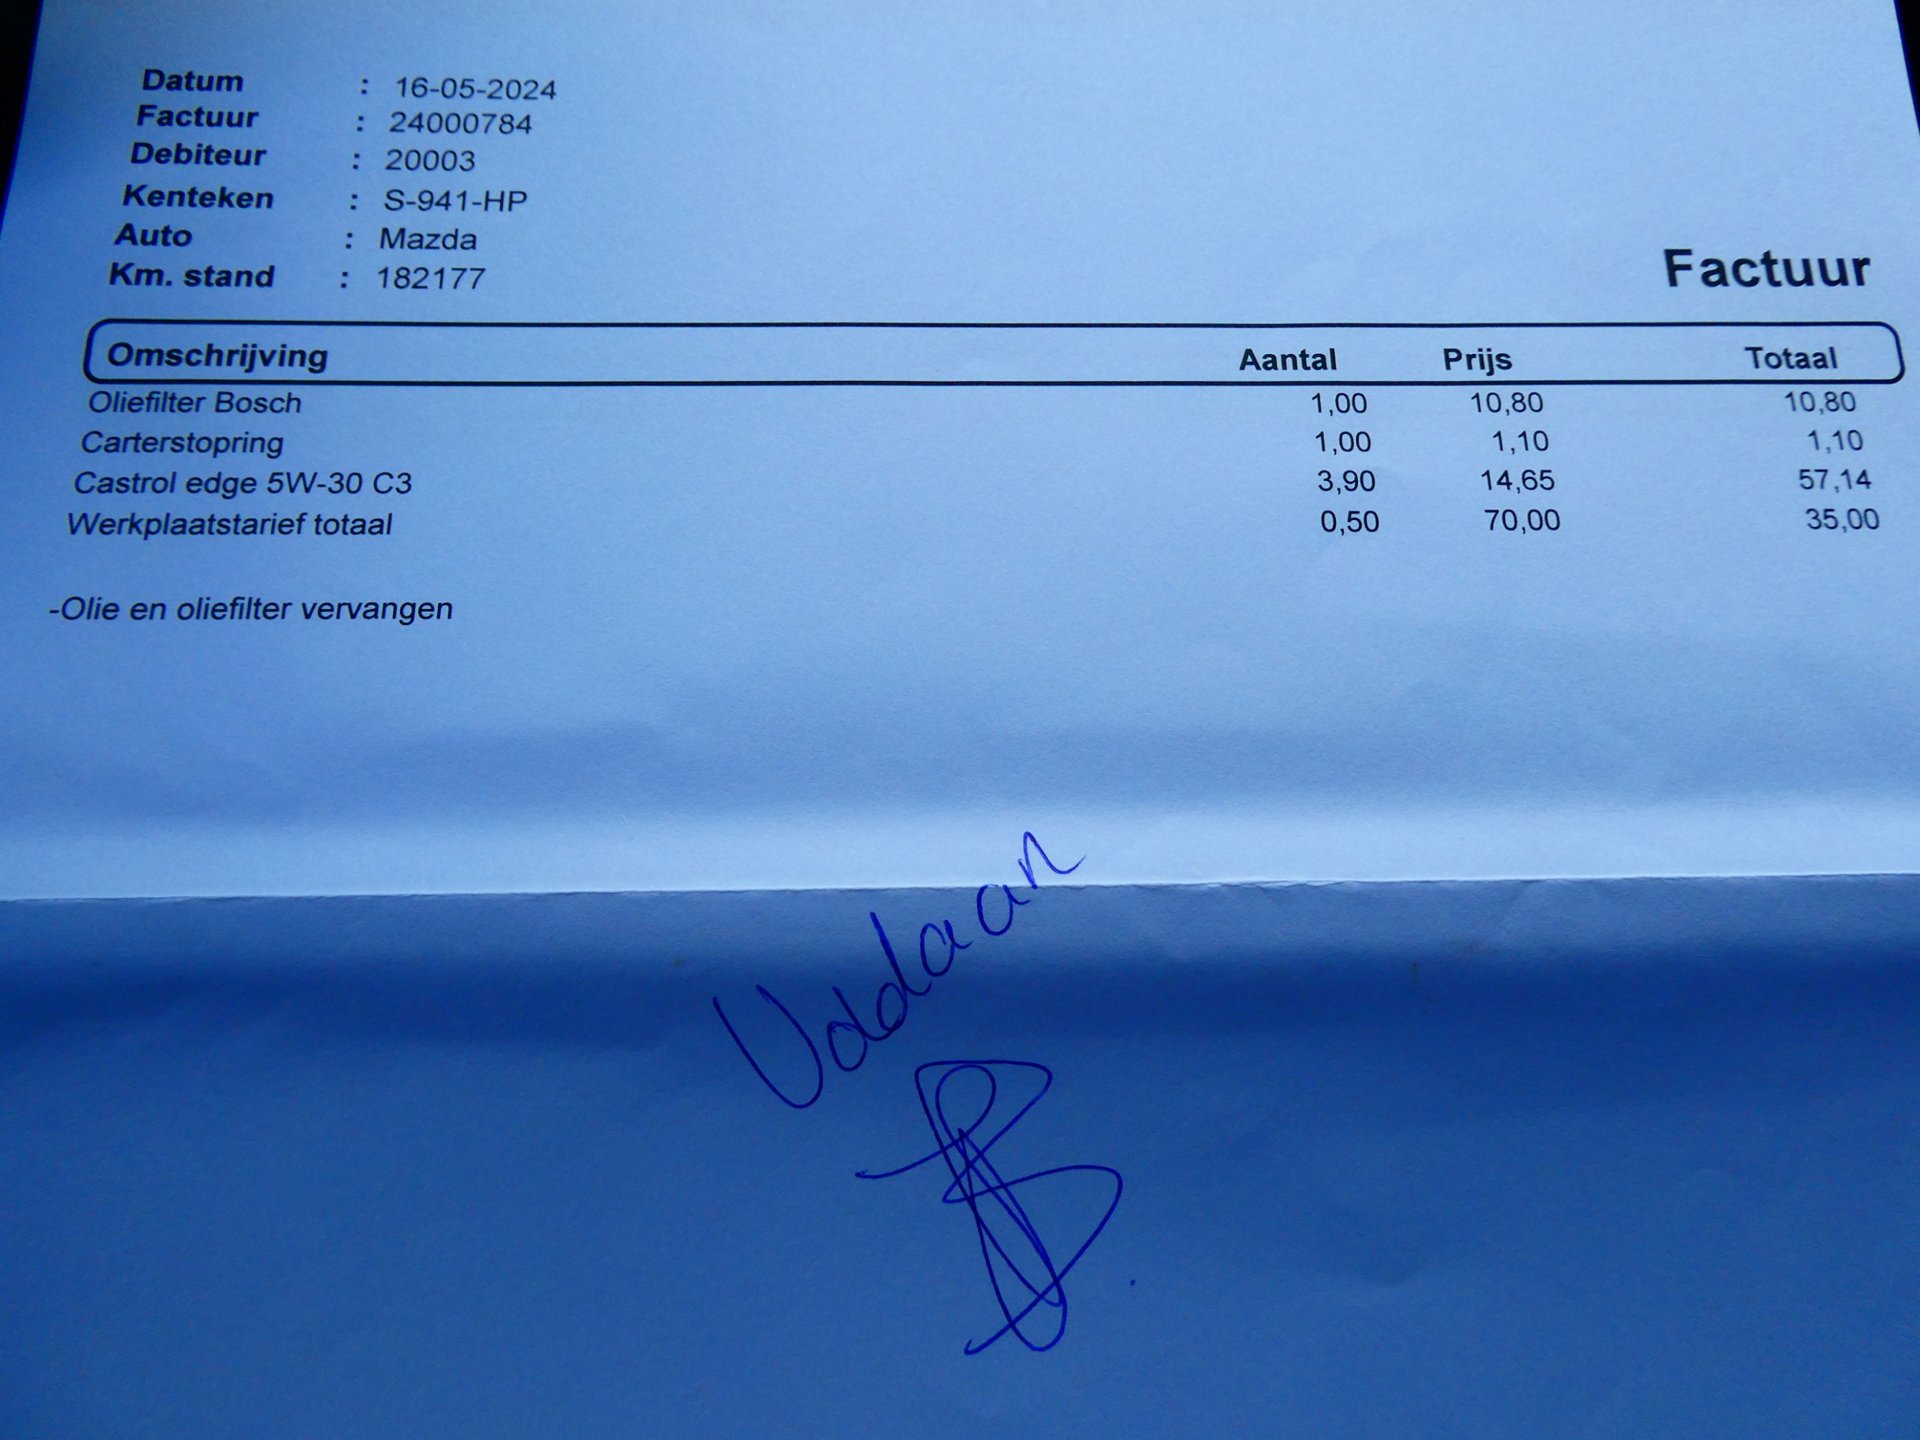 Datum : 16-05-2024
Factuur : 24000784
Debiteur : 20003
Kenteken : S-941-HP
Auto : Mazda
Km. stand : 182177
Factuur
Omschrijving Aantal Prijs Totaal
Oliefilter Bosch 1,00 10,80 10,80
Carterstopring 1,00 1,10 1,10
Castrol edge 5W-30 C3 3,90 14,65 57,14
Werkplaatstarief totaal 0,50 70,00 35,00
-Olie en oliefilter vervangen
Voldaan